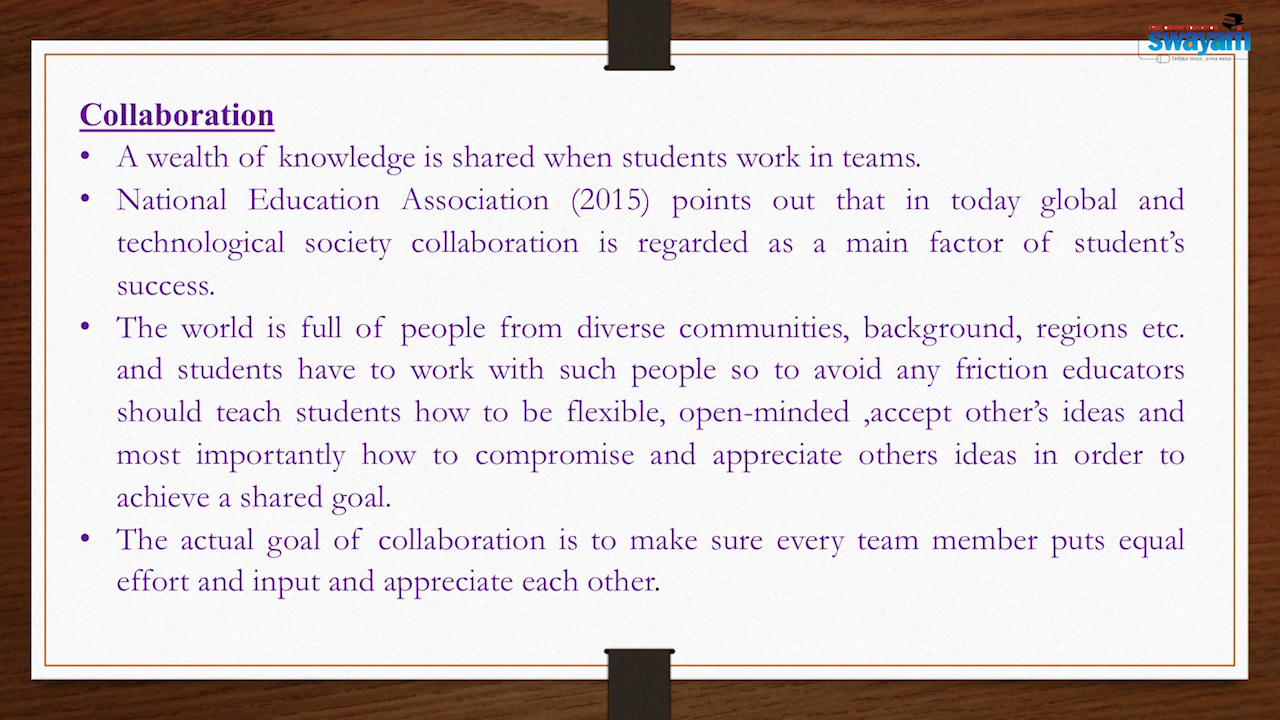 swayam
शिक्षित भारत, उन्नत भारत
Collaboration
• A wealth of knowledge is shared when students work in teams.
• National Education Association (2015) points out that in today global and
technological society collaboration is regarded as a main factor of student’s
success.
• The world is full of people from diverse communities, background, regions etc.
and students have to work with such people so to avoid any friction educators
should teach students how to be flexible, open-minded ,accept other’s ideas and
most importantly how to compromise and appreciate others ideas in order to
achieve a shared goal.
• The actual goal of collaboration is to make sure every team member puts equal
effort and input and appreciate each other.